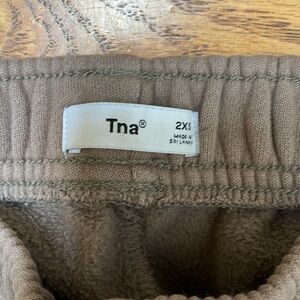 Tna®
2XS
MADE IN
SRI LANKA